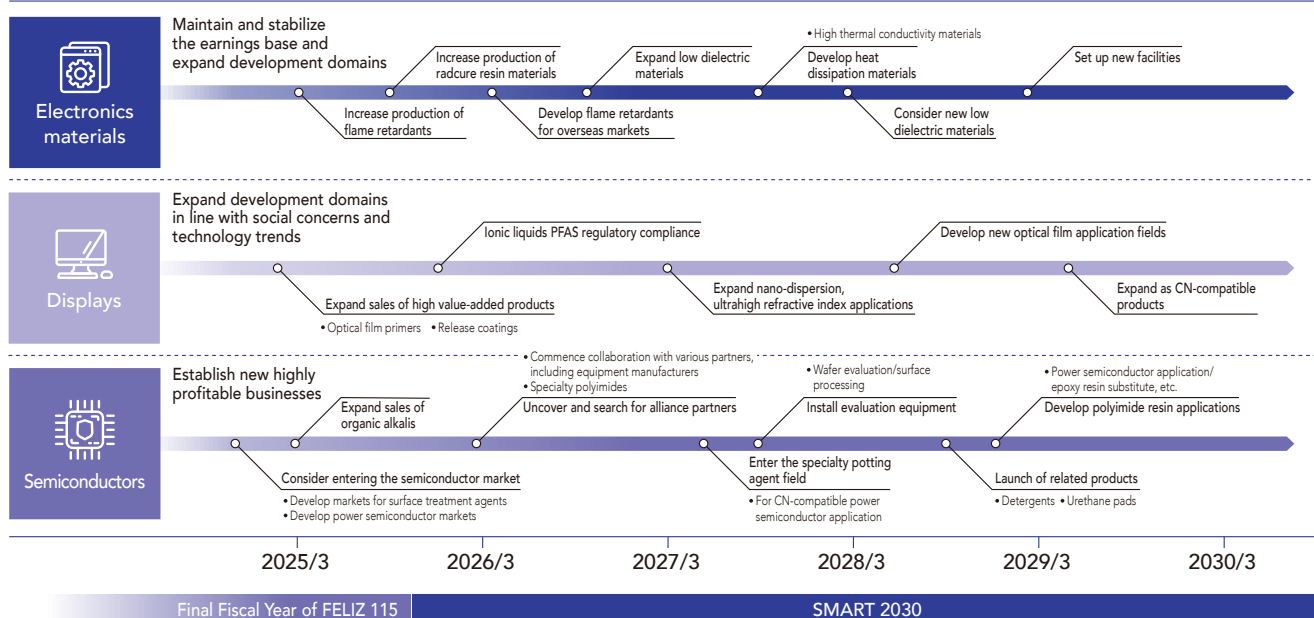 Electronics
materials
Maintain and stabilize
the earnings base and
expand development domains
Increase production of
flame retardants
Increase production of
radcure resin materials
Develop flame retardants
for overseas markets
Expand low dielectric
materials
• High thermal conductivity materials
Develop heat
dissipation materials
Consider new low
dielectric materials
Set up new facilities
Displays
Expand development domains
in line with social concerns and
technology trends
Expand sales of high value-added products
• Optical film primers • Release coatings
Ionic liquids PFAS regulatory compliance
Expand nano-dispersion,
ultrahigh refractive index applications
Develop new optical film application fields
Expand as CN-compatible
products
Semiconductors
Establish new highly
profitable businesses
Consider entering the semiconductor market
• Develop markets for surface treatment agents
• Develop power semiconductor markets
Expand sales of
organic alkalis
• Commence collaboration with various partners,
including equipment manufacturers
• Specialty polyimides
Uncover and search for alliance partners
Enter the specialty potting
agent field
• For CN-compatible power
semiconductor application
• Wafer evaluation/surface
processing
Install evaluation equipment
Launch of related products
• Detergents • Urethane pads
• Power semiconductor application/
epoxy resin substitute, etc.
Develop polyimide resin applications
2025/3 2026/3 2027/3 2028/3 2029/3 2030/3
Final Fiscal Year of FELIZ 115 SMART 2030